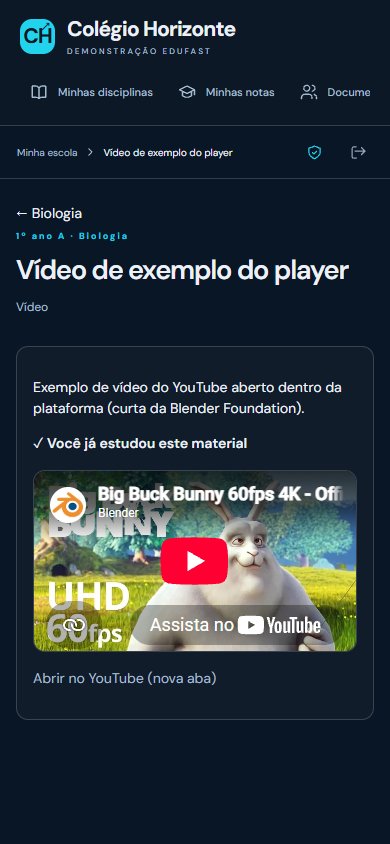 CH
Colégio Horizonte
DEMONSTRAÇÃO EDUFAST
Minhas disciplinas
Minhas notas
Docume
Minha escola > Vídeo de exemplo do player
← Biologia
1º ano A · Biologia
Vídeo de exemplo do player
Vídeo
Exemplo de vídeo do YouTube aberto dentro da
plataforma (curta da Blender Foundation).
✓ Você já estudou este material
Big Buck Bunny 60fps 4K - Offi
Blender
BUNNY
UHD
60fps
Assista no YouTube
Abrir no YouTube (nova aba)